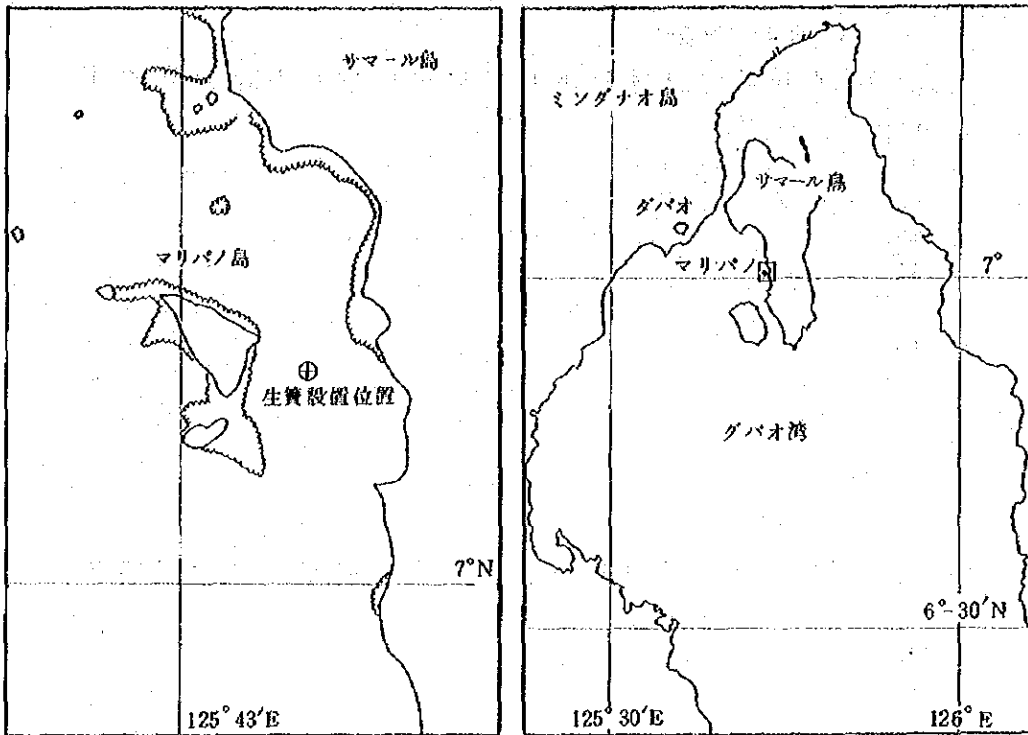 サマール島
マリパノ島
生簀設置位置
7°N
125°43′E
ミンダナオ島
サマール島
ダバオ
マリパノ
7°
ダバオ湾
6°-30′N
125°30′E
126°E